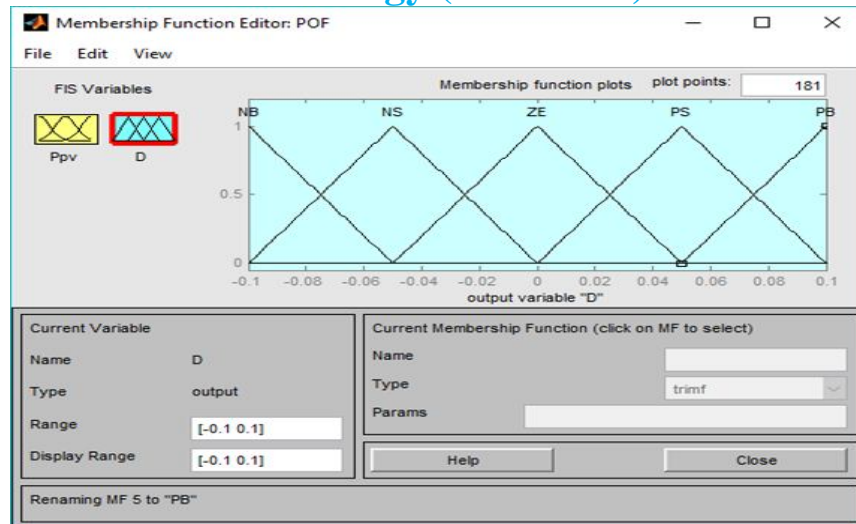 Membership Function Editor: POF
File Edit View
FIS Variables
Ppv D
Membership function plots plot points: 181
NB NS ZE PS PB
1
0.5
0
-0.1 -0.08 -0.06 -0.04 -0.02 0 0.02 0.04 0.06 0.08 0.1
output variable "D"
Current Variable
Name D
Type output
Range [-0.1 0.1]
Display Range [-0.1 0.1]
Current Membership Function (click on MF to select)
Name
Type trimf
Params
Help Close
Renaming MF 5 to "PB"